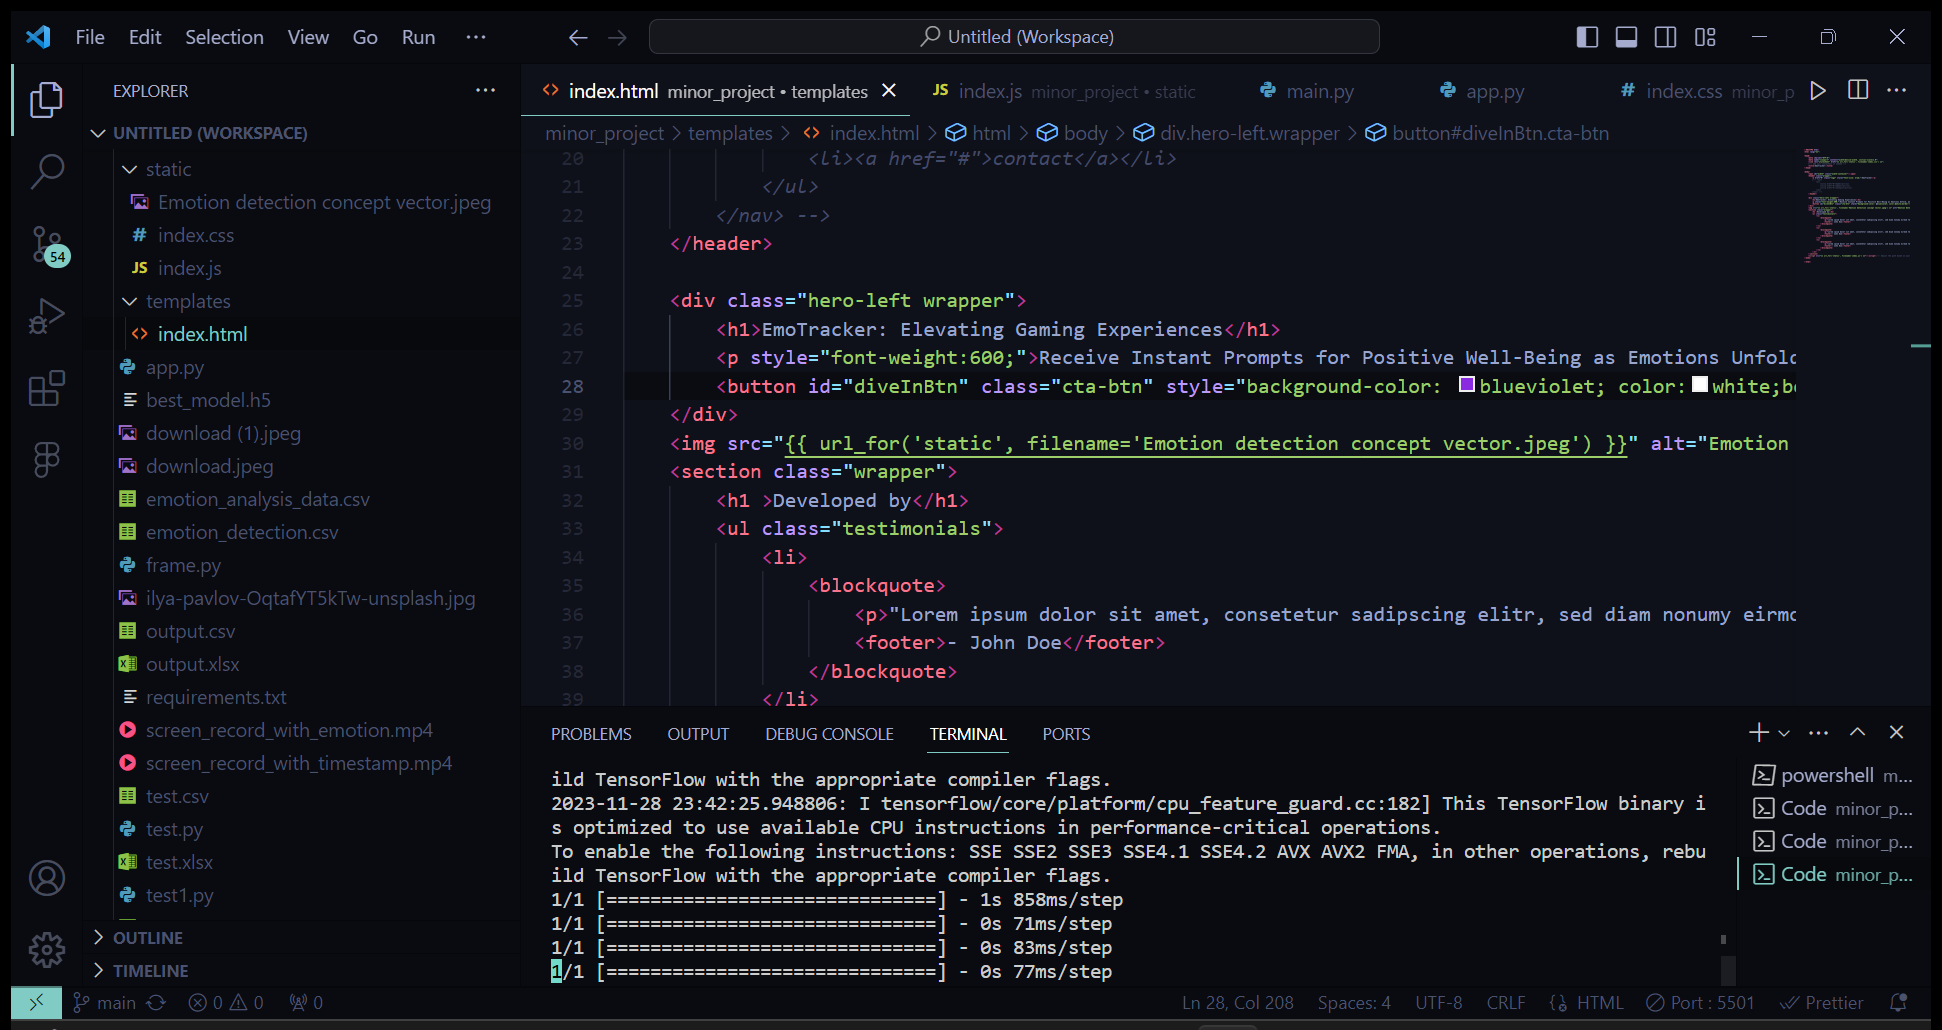 File Edit Selection View Go Run ···
Untitled (Workspace)
EXPLORER
UNTITLED (WORKSPACE)
static
Emotion detection concept vector.jpeg
# index.css
JS index.js
templates
<> index.html
app.py
best_model.h5
download (1).jpeg
download.jpeg
emotion_analysis_data.csv
emotion_detection.csv
frame.py
ilya-pavlov-OqtafYT5kTw-unsplash.jpg
output.csv
output.xlsx
requirements.txt
screen_record_with_emotion.mp4
screen_record_with_timestamp.mp4
test.csv
test.py
test.xlsx
test1.py
OUTLINE
TIMELINE
54
<> index.html minor_project • templates
JS index.js minor_project • static
main.py
app.py
# index.css minor_p
minor_project > templates > <> index.html > html > body > div.hero-left.wrapper > button#diveInBtn.cta-btn
20 <li><a href="#">contact</a></li>
21 </ul>
22 </nav> -->
23 </header>
24
25 <div class="hero-left wrapper">
26 <h1>EmoTracker: Elevating Gaming Experiences</h1>
27 <p style="font-weight:600;">Receive Instant Prompts for Positive Well-Being as Emotions Unfol
28 <button id="diveInBtn" class="cta-btn" style="background-color: blueviolet; color: white;bo
29 </div>
30 <img src="{{ url_for('static', filename='Emotion detection concept vector.jpeg') }}" alt="Emotion
31 <section class="wrapper">
32 <h1 >Developed by</h1>
33 <ul class="testimonials">
34 <li>
35 <blockquote>
36 <p>"Lorem ipsum dolor sit amet, consetetur sadipscing elitr, sed diam nonumy eirmo
37 <footer>- John Doe</footer>
38 </blockquote>
39 </li>
PROBLEMS OUTPUT DEBUG CONSOLE TERMINAL PORTS
ild TensorFlow with the appropriate compiler flags.
2023-11-28 23:42:25.948806: I tensorflow/core/platform/cpu_feature_guard.cc:182] This TensorFlow binary i
s optimized to use available CPU instructions in performance-critical operations.
To enable the following instructions: SSE SSE2 SSE3 SSE4.1 SSE4.2 AVX AVX2 FMA, in other operations, rebu
ild TensorFlow with the appropriate compiler flags.
1/1 [==============================] - 1s 858ms/step
1/1 [==============================] - 0s 71ms/step
1/1 [==============================] - 0s 83ms/step
1/1 [==============================] - 0s 77ms/step
powershell m...
Code minor_p...
Code minor_p...
Code minor_p...
main 0 0 0
Ln 28, Col 208 Spaces: 4 UTF-8 CRLF HTML Port : 5501 Prettier